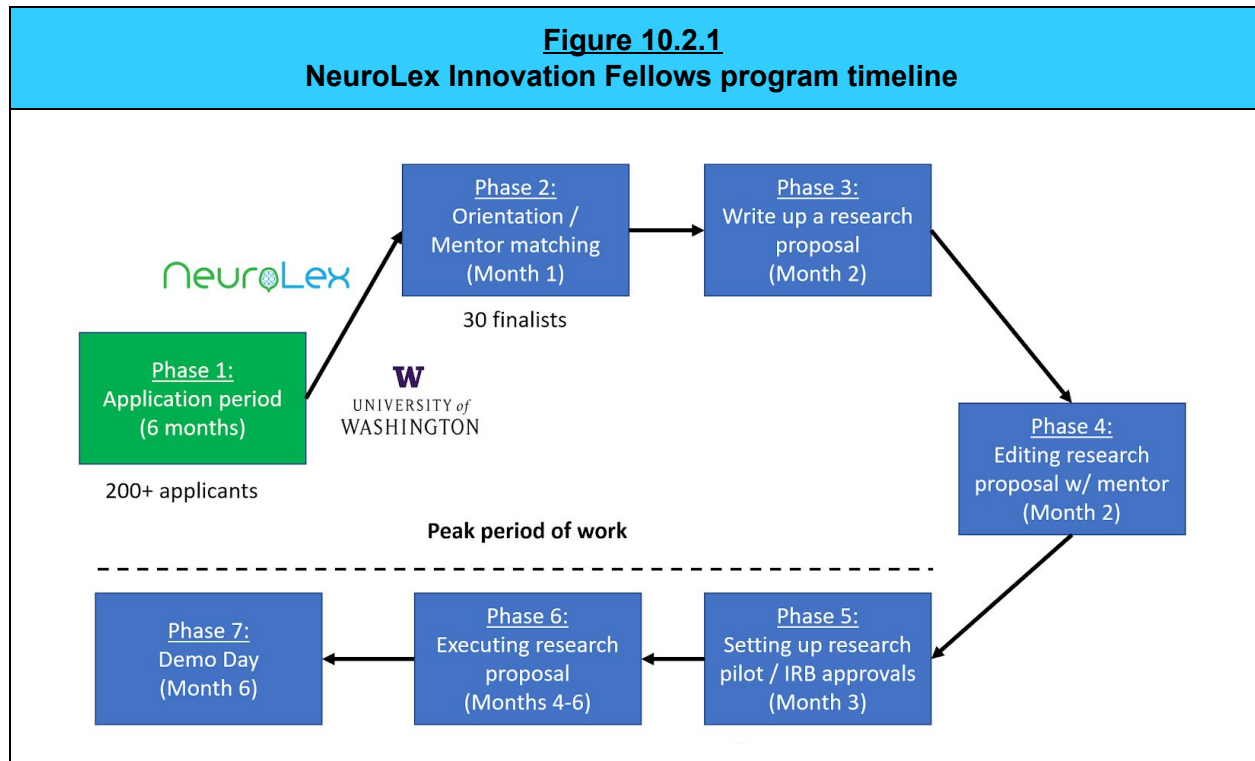 Figure 10.2.1
NeuroLex Innovation Fellows program timeline
Phase 2:
Orientation /
Mentor matching
(Month 1)
30 finalists
Phase 3:
Write up a research
proposal
(Month 2)
NeuroLex
Phase 1:
Application period
(6 months)
200+ applicants
W
UNIVERSITY of
WASHINGTON
Phase 4:
Editing research
proposal w/ mentor
(Month 2)
Peak period of work
Phase 7:
Demo Day
(Month 6)
Phase 6:
Executing research
proposal
(Months 4-6)
Phase 5:
Setting up research
pilot / IRB approvals
(Month 3)